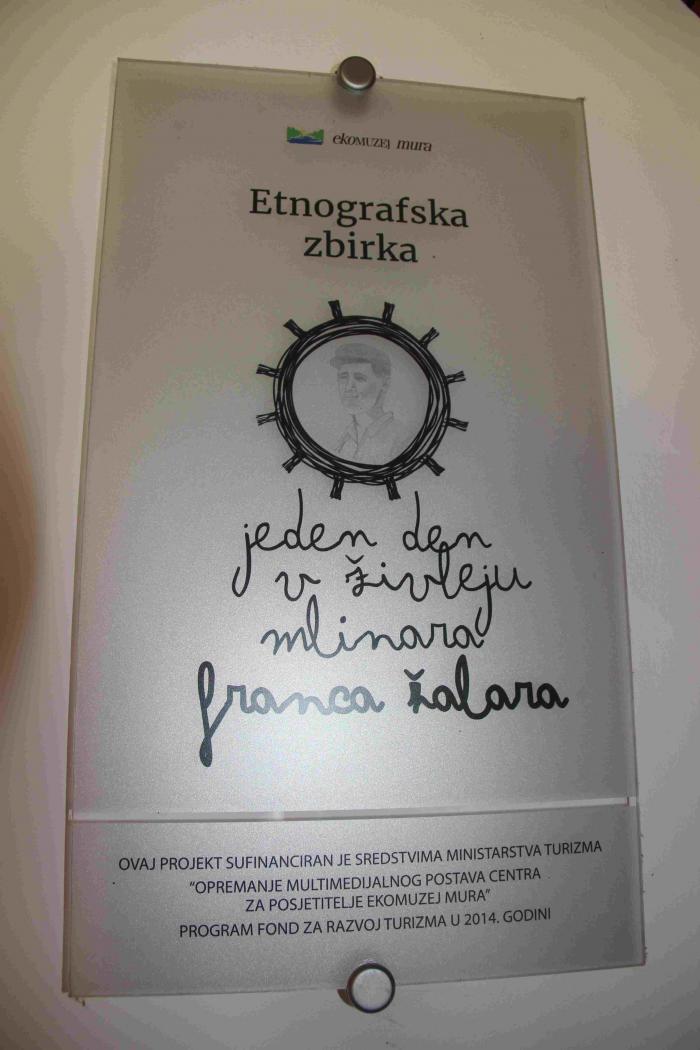 ekoMUZEJ mura
Etnografska
zbirka
jeden den
v živleju
mlinara
franca žalara
OVAJ PROJEKT SUFINANCIRAN JE SREDSTVIMA MINISTARSTVA TURIZMA
"OPREMANJE MULTIMEDIJALNOG POSTAVA CENTRA
ZA POSJETITELJE EKOMUZEJ MURA"
PROGRAM FOND ZA RAZVOJ TURIZMA U 2014. GODINI